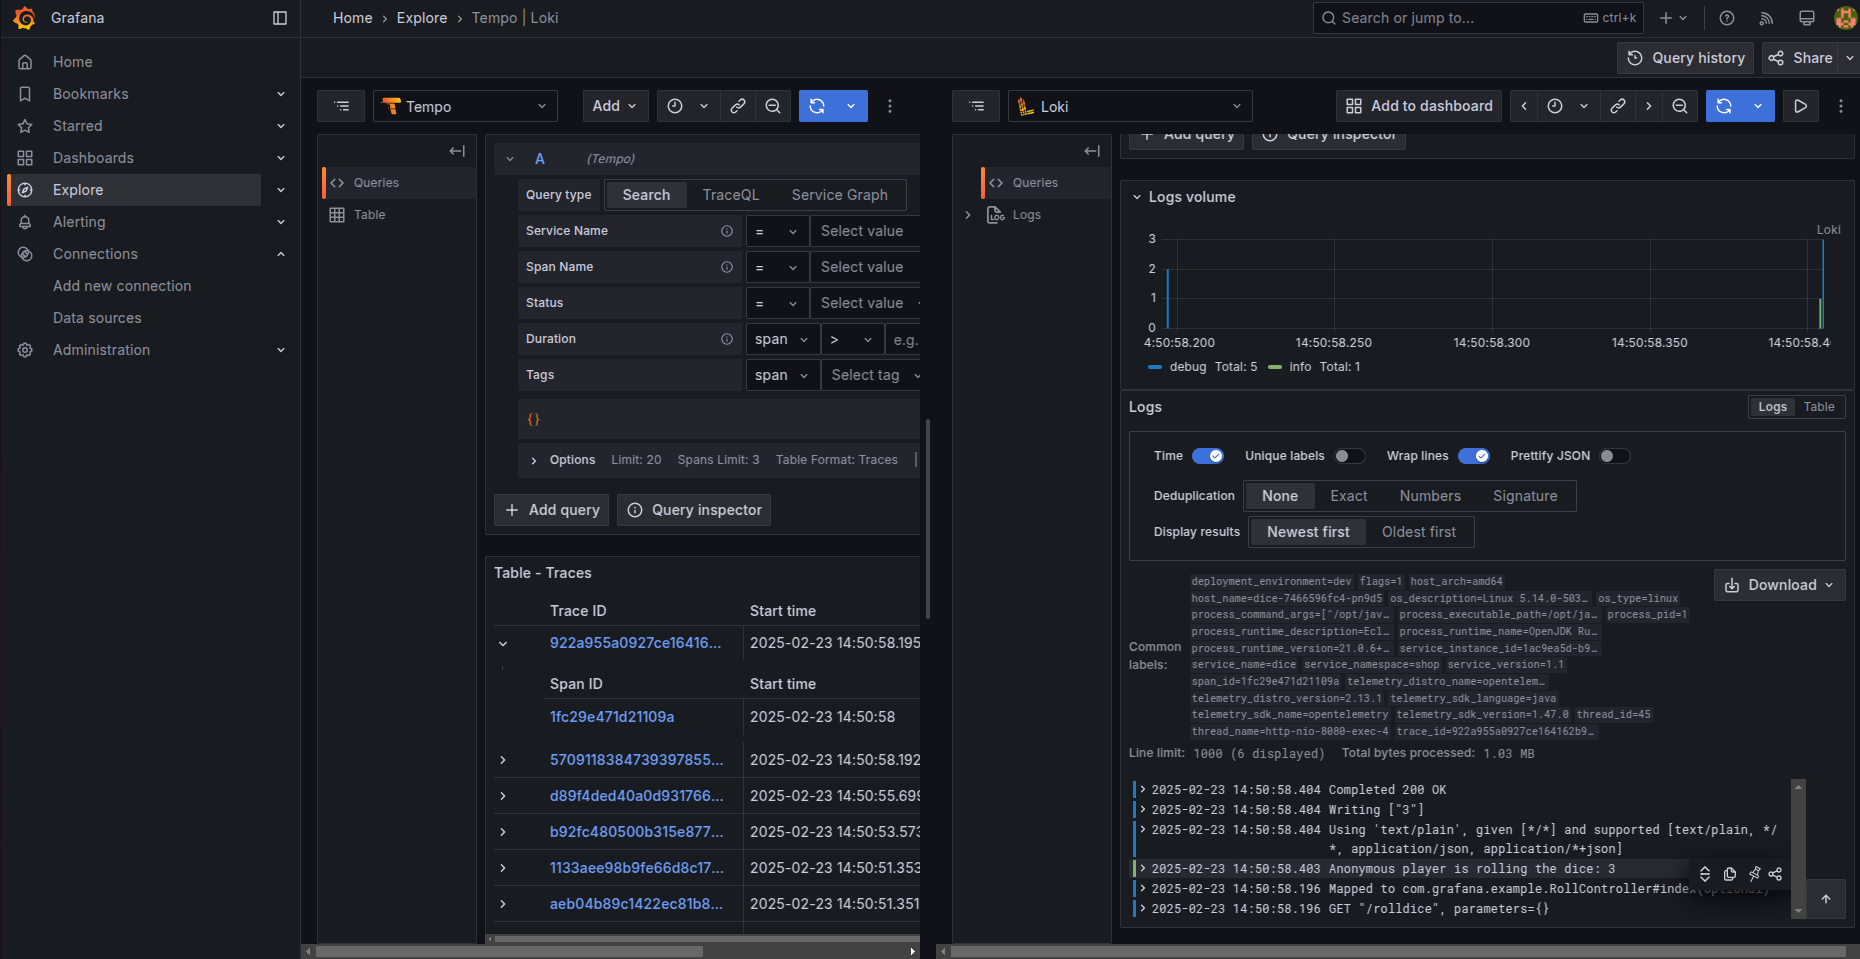 Grafana
Home › Explore › Tempo | Loki
Search or jump to...
ctrl+k
Query history
Share
Home
Bookmarks
Starred
Dashboards
Explore
Alerting
Connections
Add new connection
Data sources
Administration
Tempo
Add
Queries
Table
A
(Tempo)
Query type
Search
TraceQL
Service Graph
Service Name
=
Select value
Span Name
=
Select value
Status
=
Select value
Duration
span
>
e.g.
Tags
span
Select tag
{}
Options
Limit: 20
Spans Limit: 3
Table Format: Traces
Add query
Query inspector
Table - Traces
Trace ID
Start time
922a955a0927ce16416...
2025-02-23 14:50:58.195
Span ID
Start time
1fc29e471d21109a
2025-02-23 14:50:58
5709118384739397855...
2025-02-23 14:50:58.192
d89f4ded40a0d931766...
2025-02-23 14:50:55.699
b92fc480500b315e877...
2025-02-23 14:50:53.573
1133aee98b9fe66d8c17...
2025-02-23 14:50:51.353
aeb04b89c1422ec81b8...
2025-02-23 14:50:51.351
Loki
Add to dashboard
Queries
LOG
Logs
Add query
Query inspector
Logs volume
Loki
3
2
1
0
4:50:58.200
14:50:58.250
14:50:58.300
14:50:58.350
14:50:58.4
debug Total: 5
info Total: 1
Logs
Logs
Table
Time
Unique labels
Wrap lines
Prettify JSON
Deduplication
None
Exact
Numbers
Signature
Display results
Newest first
Oldest first
Download
Common labels:
deployment_environment=dev flags=1 host_arch=amd64
host_name=dice-7466596fc4-pn9d5 os_description=Linux 5.14.0-503… os_type=linux
process_command_args=["/opt/jav… process_executable_path=/opt/ja… process_pid=1
process_runtime_description=Ecl… process_runtime_name=OpenJDK Ru…
process_runtime_version=21.0.6+… service_instance_id=1ac9ea5d-b9…
service_name=dice service_namespace=shop service_version=1.1
span_id=1fc29e471d21109a telemetry_distro_name=opentelem…
telemetry_distro_version=2.13.1 telemetry_sdk_language=java
telemetry_sdk_name=opentelemetry telemetry_sdk_version=1.47.0 thread_id=45
thread_name=http-nio-8080-exec-4 trace_id=922a955a0927ce164162b9…
Line limit: 1000 (6 displayed) Total bytes processed: 1.03 MB
2025-02-23 14:50:58.404 Completed 200 OK
2025-02-23 14:50:58.404 Writing ["3"]
2025-02-23 14:50:58.404 Using 'text/plain', given [*/*] and supported [text/plain, */
*, application/json, application/*+json]
2025-02-23 14:50:58.403 Anonymous player is rolling the dice: 3
2025-02-23 14:50:58.196 Mapped to com.grafana.example.RollController#index(Optional)
2025-02-23 14:50:58.196 GET "/rolldice", parameters={}